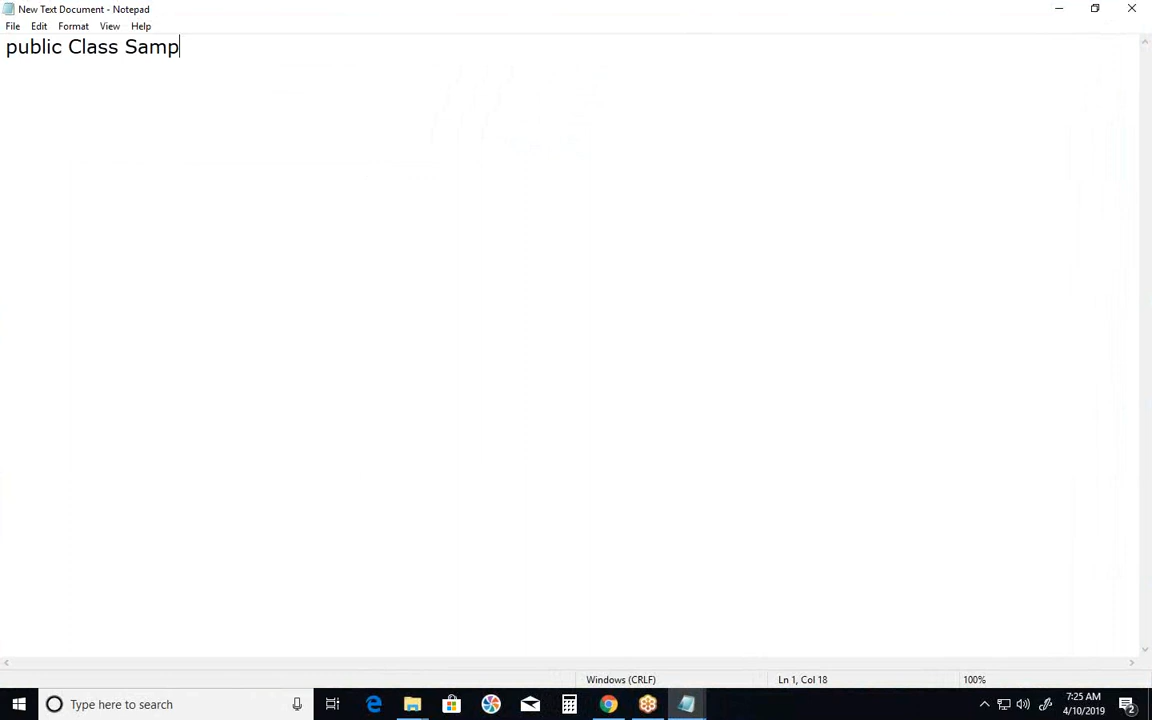 New Text Document - Notepad
File Edit Format View Help
public Class Samp
Windows (CRLF) Ln 1, Col 18 100%
Type here to search
7:25 AM
4/10/2019
2